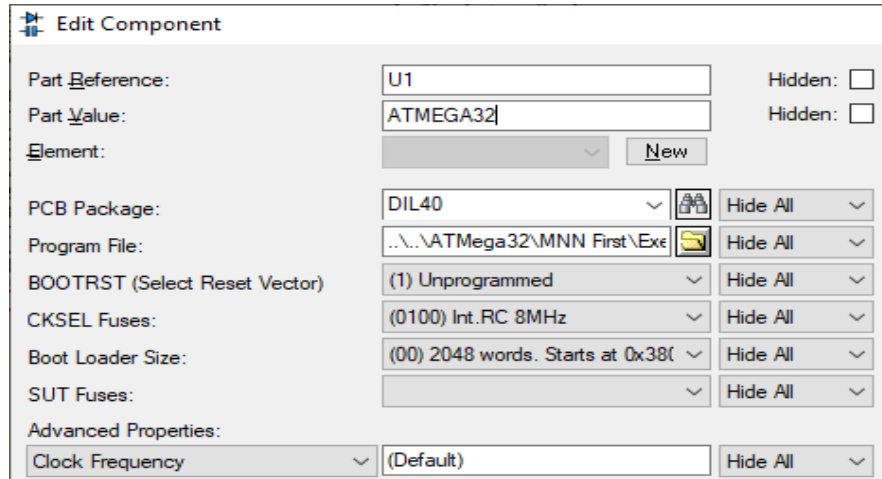 Edit Component
Part Reference: U1 Hidden:
Part Value: ATMEGA32 Hidden:
Element: New
PCB Package: DIL40 Hide All
Program File: ..\..\ATMega32\MNN First\Exe Hide All
BOOTRST (Select Reset Vector) (1) Unprogrammed Hide All
CKSEL Fuses: (0100) Int.RC 8MHz Hide All
Boot Loader Size: (00) 2048 words. Starts at 0x380 Hide All
SUT Fuses: Hide All
Advanced Properties:
Clock Frequency (Default) Hide All